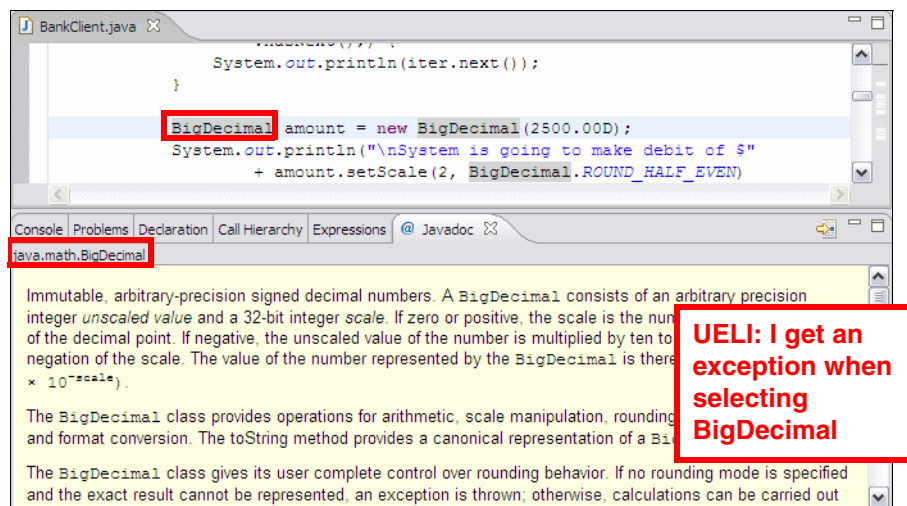 BankClient.java
System.out.println(iter.next());
}
BigDecimal amount = new BigDecimal(2500.00D);
System.out.println("\nSystem is going to make debit of $"
+ amount.setScale(2, BigDecimal.ROUND_HALF_EVEN)
Console Problems Declaration Call Hierarchy Expressions @ Javadoc
java.math.BigDecimal
Immutable, arbitrary-precision signed decimal numbers. A BigDecimal consists of an arbitrary precision
integer unscaled value and a 32-bit integer scale. If zero or positive, the scale is the
of the decimal point. If negative, the unscaled value of the number is multiplied by ten to
negation of the scale. The value of the number represented by the BigDecimal is
× 10^-scale).
The BigDecimal class provides operations for arithmetic, scale manipulation, rounding
and format conversion. The toString method provides a canonical representation of a
The BigDecimal class gives its user complete control over rounding behavior. If no rounding mode is specified
and the exact result cannot be represented, an exception is thrown; otherwise, calculations can be carried out
UELI: I get an
exception when
selecting
BigDecimal